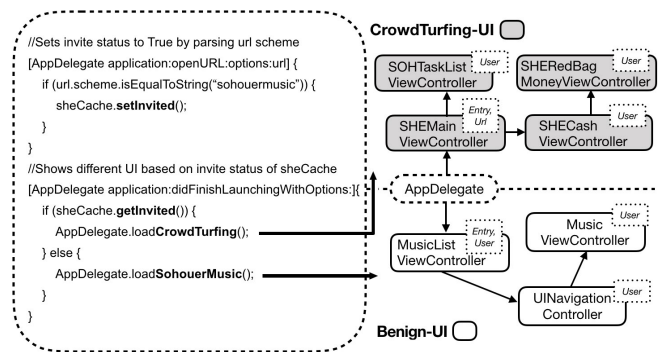 //Sets invite status to True by parsing url scheme
[AppDelegate application:openURL:options:url] {
if (url.scheme.isEqualToString(“sohouermusic”)) {
sheCache.setInvited();
}
}
//Shows different UI based on invite status of sheCache
[AppDelegate application:didFinishLaunchingWithOptions:]{
if (sheCache.getInvited()) {
AppDelegate.loadCrowdTurfing();
} else {
AppDelegate.loadSohouerMusic();
}
}
CrowdTurfing-UI
SOHTaskList
ViewController
User
SHERedBag
MoneyViewController
User
SHEMain
ViewController
Entry,
Url
SHECash
ViewController
User
AppDelegate
MusicList
ViewController
Entry,
User
Music
ViewController
User
UINavigation
Controller
User
Benign-UI